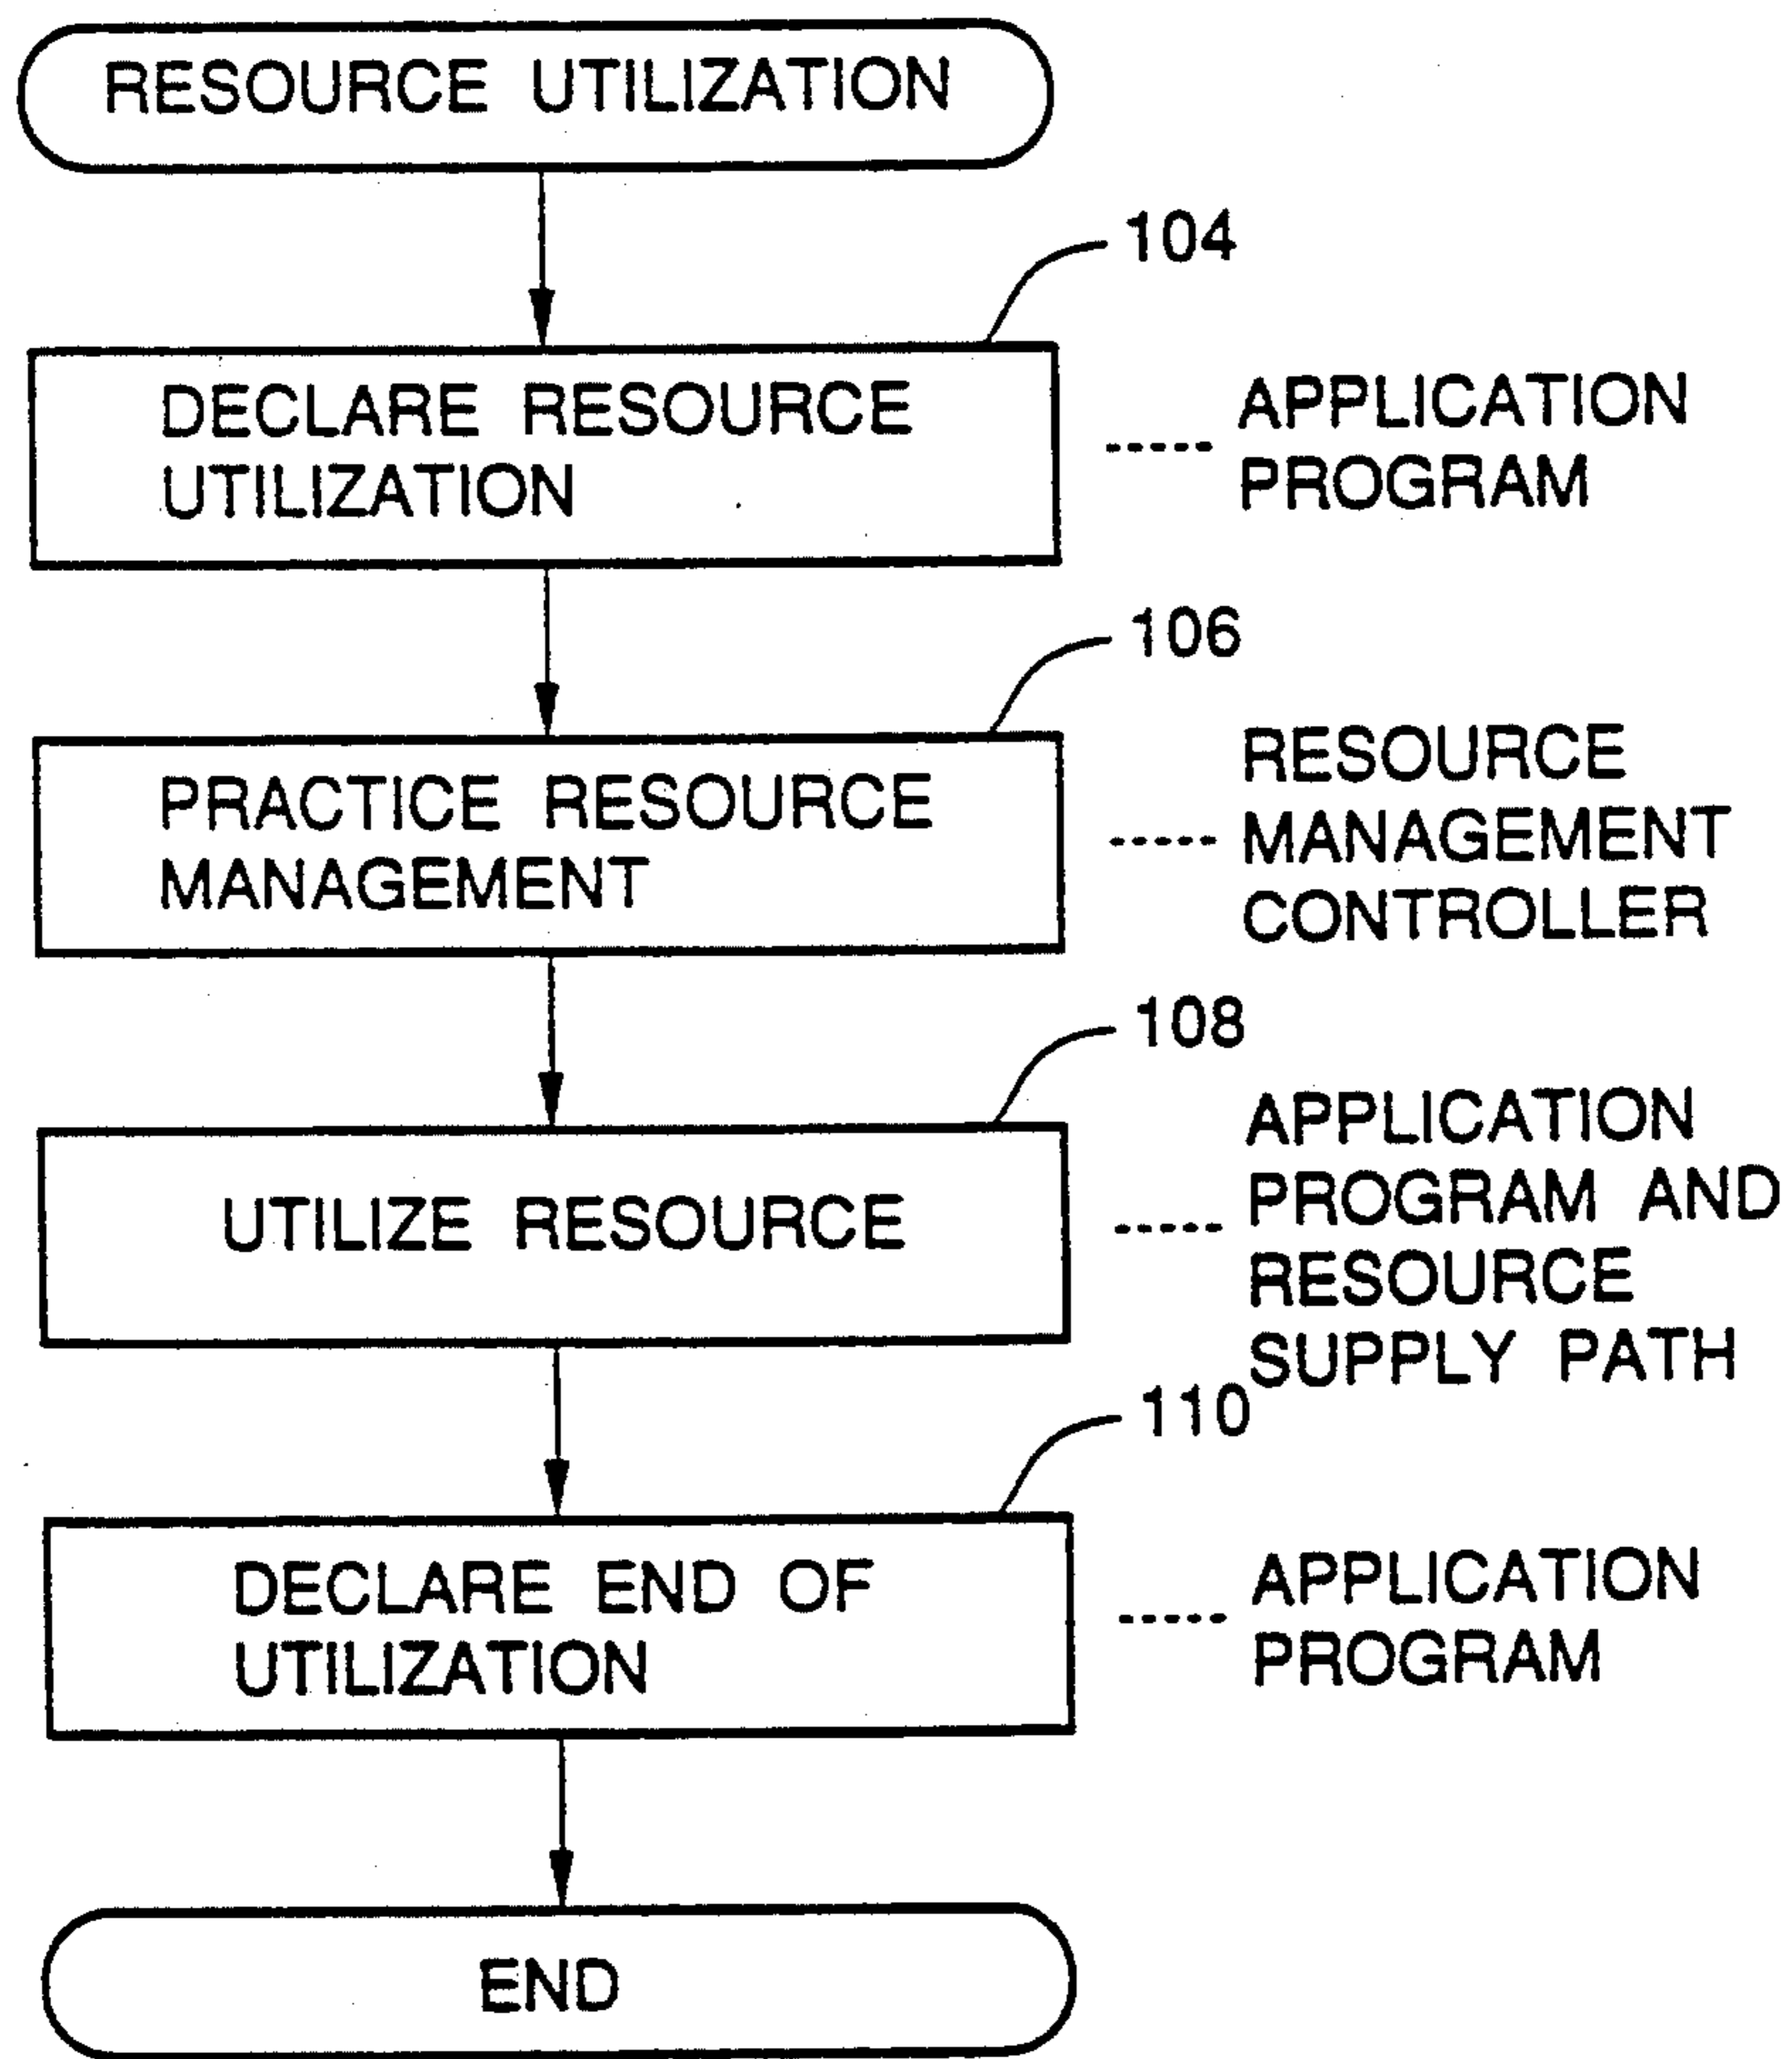 RESOURCE UTILIZATION
104
DECLARE RESOURCE
UTILIZATION
APPLICATION
PROGRAM
106
PRACTICE RESOURCE
MANAGEMENT
RESOURCE
MANAGEMENT
CONTROLLER
108
UTILIZE RESOURCE
APPLICATION
PROGRAM AND
RESOURCE
SUPPLY PATH
110
DECLARE END OF
UTILIZATION
APPLICATION
PROGRAM
END